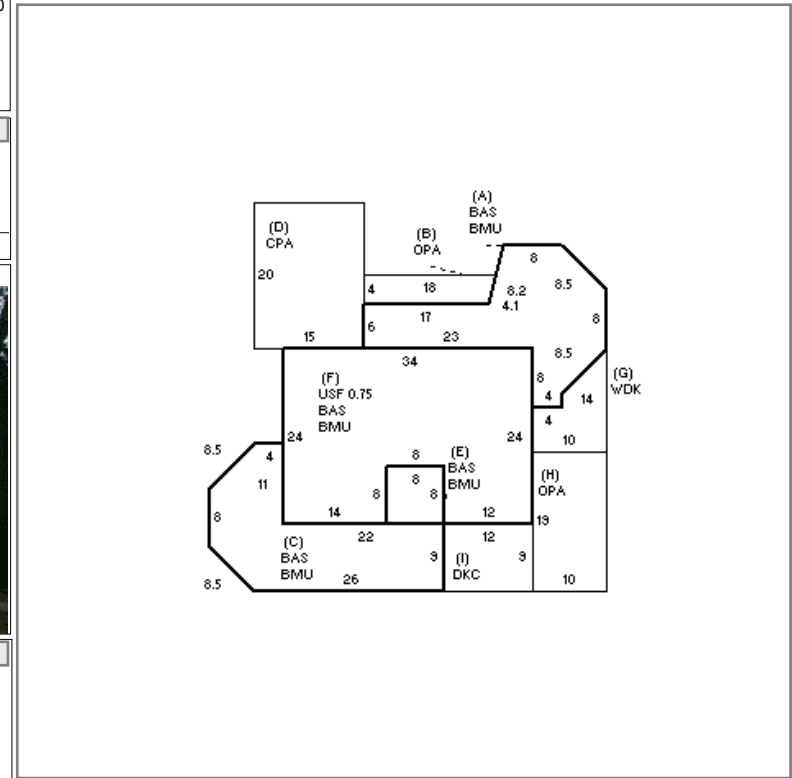 (A)
BAS
BMU
(D)
CPA
(B)
OPA
8
20
4
18
8.2
8.5
4.1
17
6
8
15
23
34
8.5
(F)
USF 0.75
BAS
BMU
8
(G)
WDK
4
14
4
24
24
10
8.5
4
8
(E)
BAS
BMU
11
8
8
8
(H)
OPA
14
12
8
19
22
12
(C)
BAS
BMU
9
(I)
DKC
9
8.5
26
10